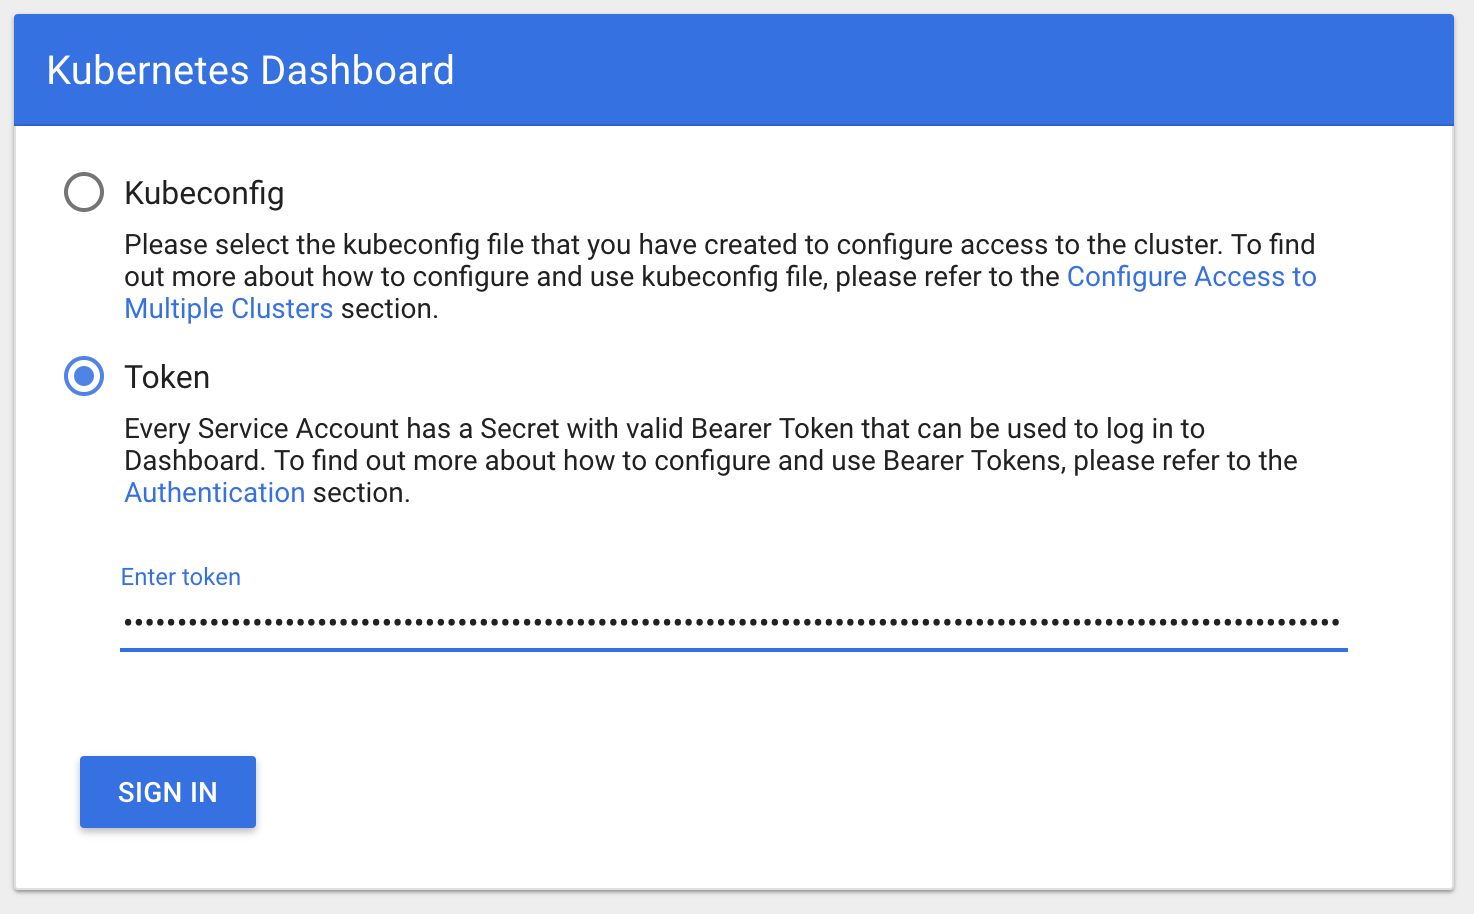 Kubernetes Dashboard
Kubeconfig
Please select the kubeconfig file that you have created to configure access to the cluster. To find
out more about how to configure and use kubeconfig file, please refer to the Configure Access to
Multiple Clusters section.
Token
Every Service Account has a Secret with valid Bearer Token that can be used to log in to
Dashboard. To find out more about how to configure and use Bearer Tokens, please refer to the
Authentication section.
Enter token
SIGN IN